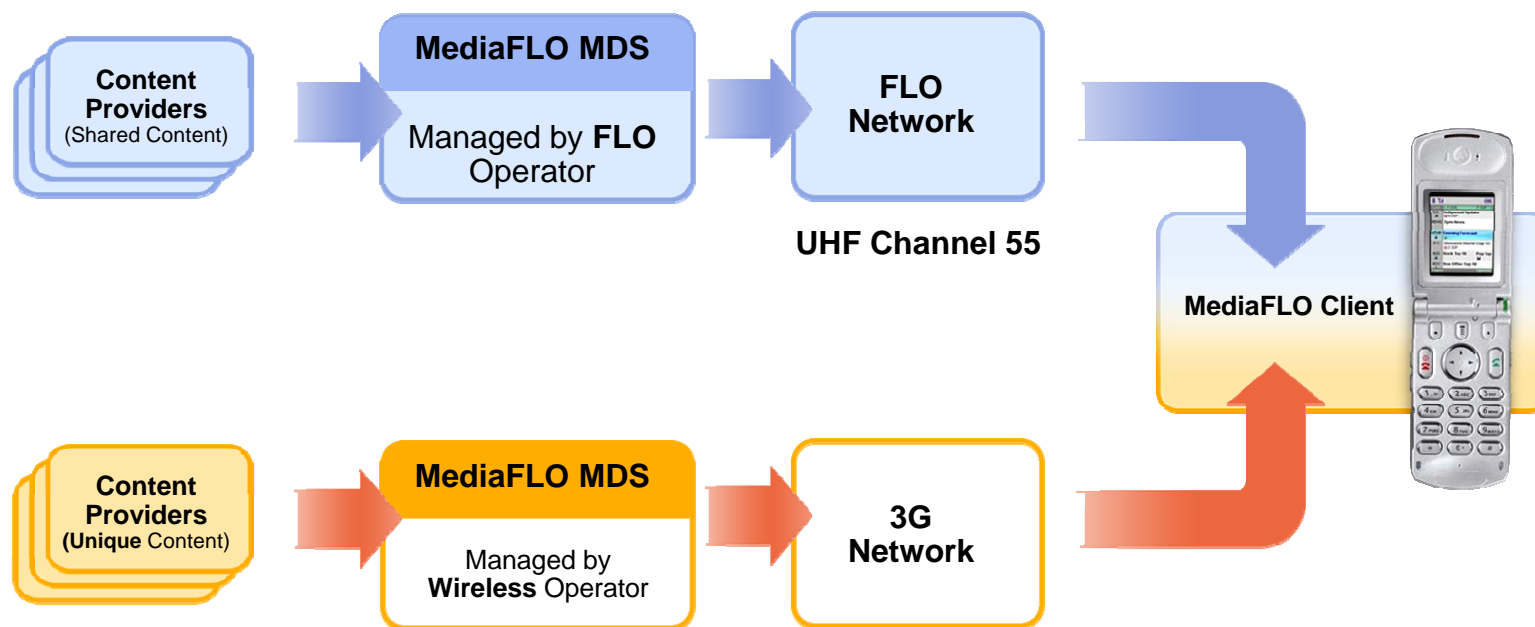 Content
Providers
(Shared Content)
MediaFLO MDS
Managed by FLO
Operator
FLO
Network
UHF Channel 55
MediaFLO Client
Content
Providers
(Unique Content)
MediaFLO MDS
Managed by
Wireless Operator
3G
Network